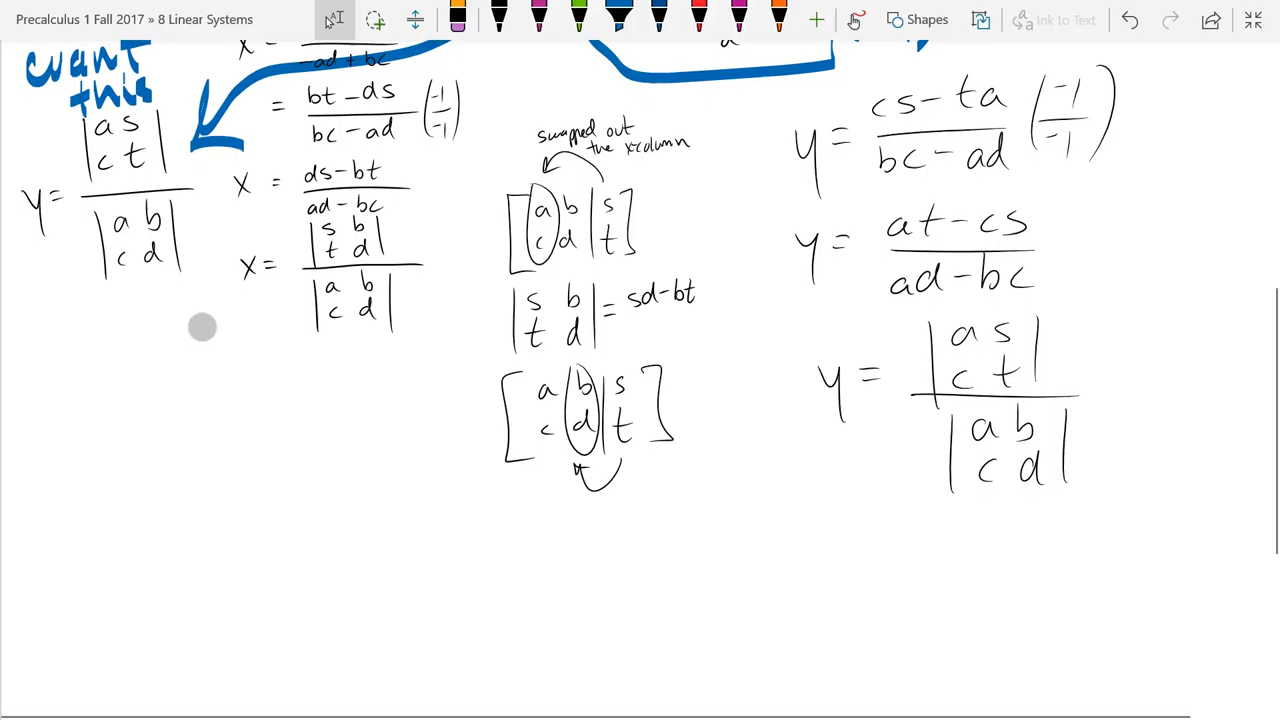 Precalculus 1 Fall 2017 » 8 Linear Systems
Shapes
Ink to Text
want
this
y = |a s
c t|
|a b
c d|
x =
-ad + bc
= bt - ds
bc - ad (-1
-1)
x = ds - bt
ad - bc
x = |s b
t d|
|a b
c d|
swapped out
the x-column
[a b | s
c d | t]
|s b
t d| = sd - bt
[a b | s
c d | t]
a
y = cs - ta
bc - ad (-1
-1)
y = at - cs
ad - bc
y = |a s
c t|
|a b
c d|